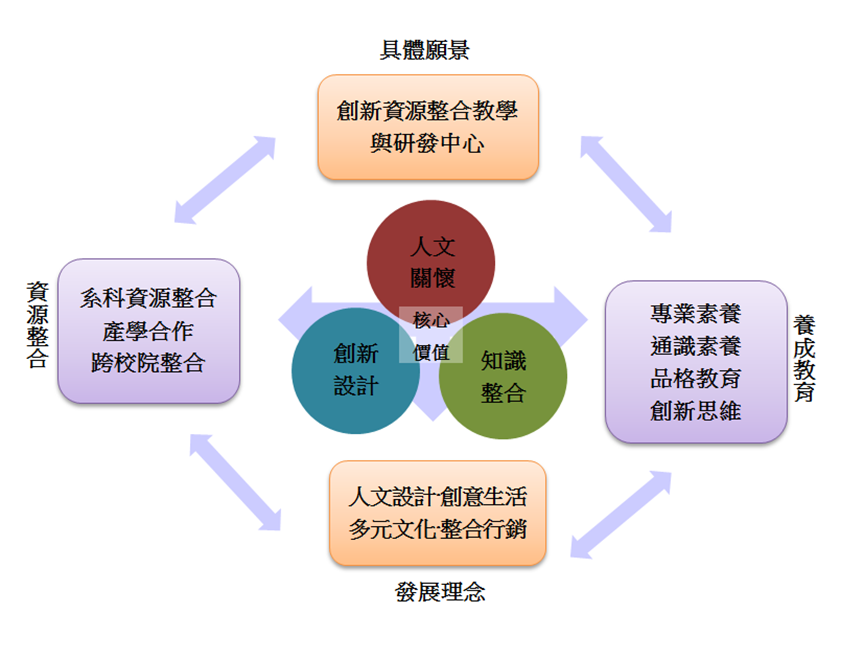 具體願景
創新資源整合教學
與研發中心
資源整合
系科資源整合
產學合作
跨校院整合
人文
關懷
核心
價值
創新
設計
知識
整合
專業素養
通識素養
品格教育
創新思維
養成教育
人文設計·創意生活
多元文化·整合行銷
發展理念